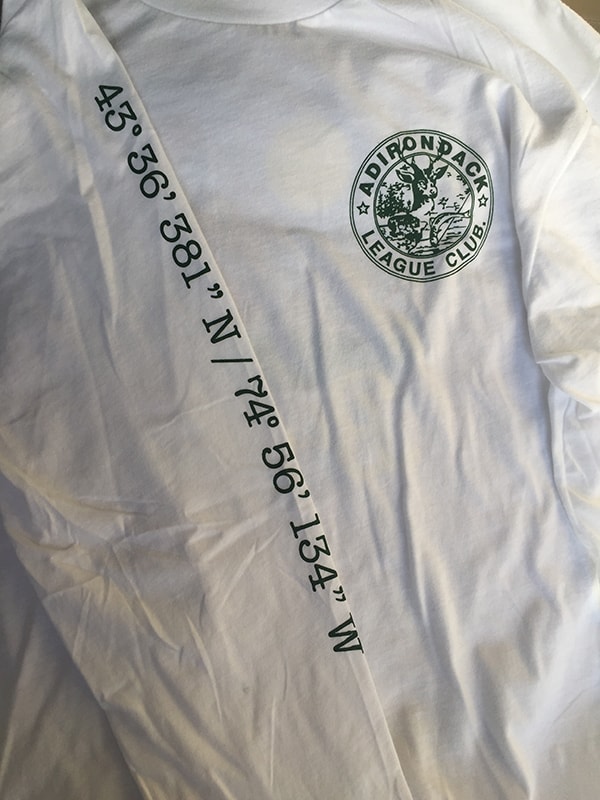 43° 36' 381" N / 74° 56' 134" W
ADIRONDACK
LEAGUE CLUB.